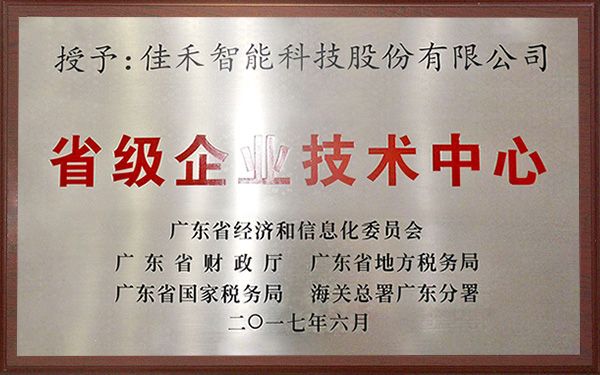 授予:佳禾智能科技股份有限公司
省级企业技术中心
广东省经济和信息化委员会
广东省财政厅 广东省地方税务局
广东省国家税务局 海关总署广东分署
二〇一七年六月